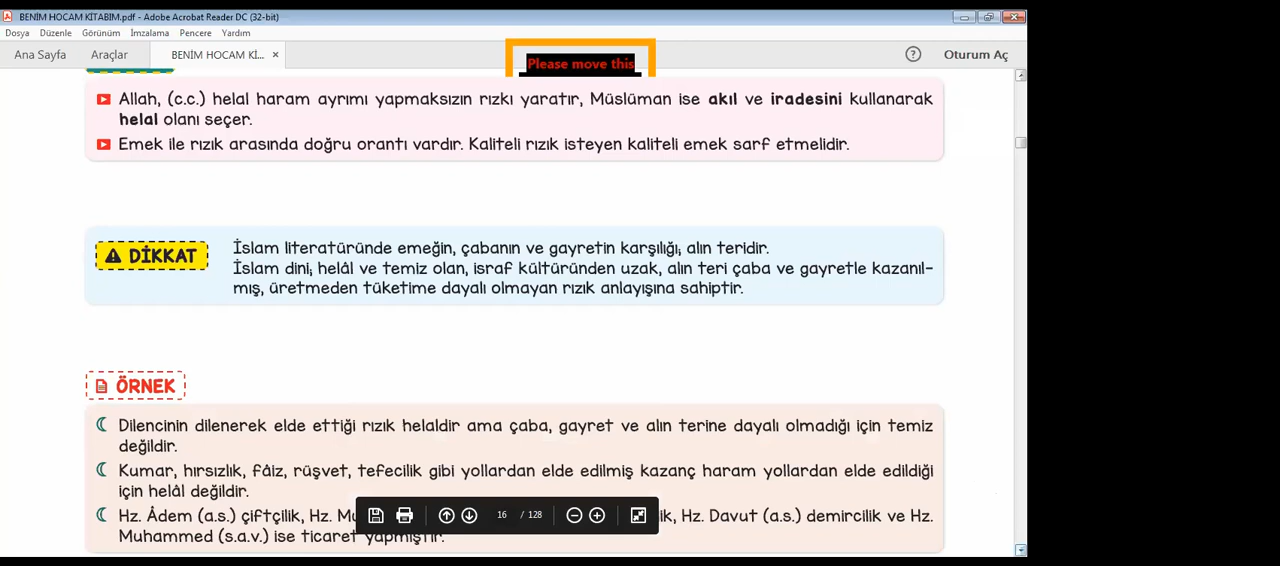 BENİM HOCAM KİTABIM.pdf - Adobe Acrobat Reader DC (32-bit)
Dosya Düzenle Görünüm İmzalama Pencere Yardım
Ana Sayfa Araçlar BENİM HOCAM Kİ... × Please move this ? Oturum Aç
Allah, (c.c.) helal haram ayrımı yapmaksızın rızkı yaratır, Müslüman ise akıl ve iradesini kullanarak
helal olanı seçer.
Emek ile rızık arasında doğru orantı vardır. Kaliteli rızık isteyen kaliteli emek sarf etmelidir.
DİKKAT
İslam literatüründe emeğin, çabanın ve gayretin karşılığı; alın teridir.
İslam dini; helâl ve temiz olan, israf kültüründen uzak, alın teri çaba ve gayretle kazanıl-
mış, üretmeden tüketime dayalı olmayan rızık anlayışına sahiptir.
ÖRNEK
Dilencinin dilenerek elde ettiği rızık helaldir ama çaba, gayret ve alın terine dayalı olmadığı için temiz
değildir.
Kumar, hırsızlık, fâiz, rüşvet, tefecilik gibi yollardan elde edilmiş kazanç haram yollardan elde edildiği
için helâl değildir.
Hz. Âdem (a.s.) çiftçilik, Hz. 16 / 128 Hz. Davut (a.s.) demircilik ve Hz.
Muhammed (s.a.v.) ise ticaret yapmıştır.